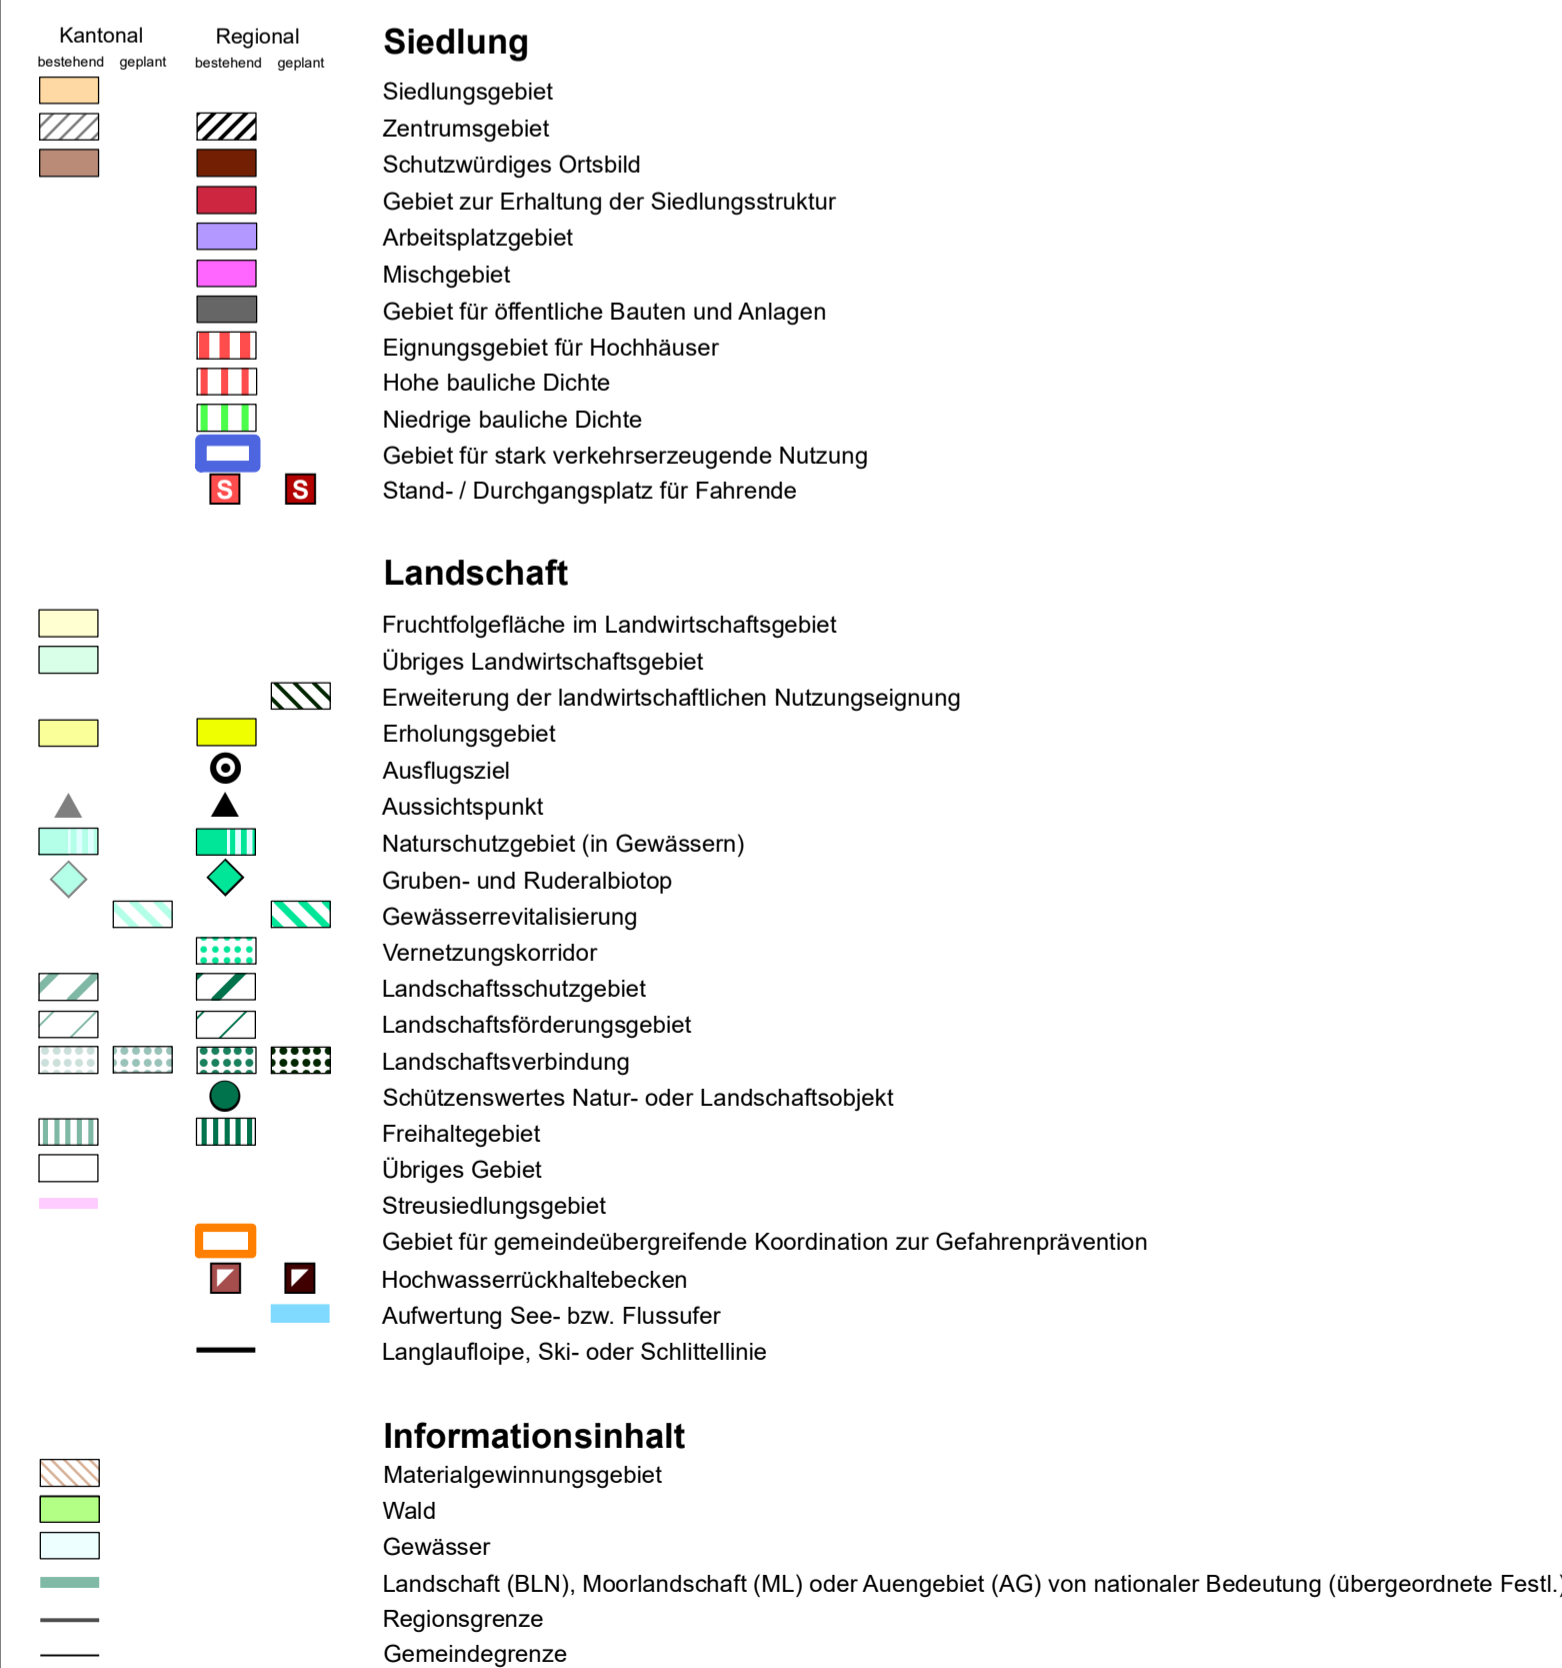 Kantonal Regional Siedlung
bestehend geplant bestehend geplant
Siedlungsgebiet
Zentrumsgebiet
Schutzwürdiges Ortsbild
Gebiet zur Erhaltung der Siedlungsstruktur
Arbeitsplatzgebiet
Mischgebiet
Gebiet für öffentliche Bauten und Anlagen
Eignungsgebiet für Hochhäuser
Hohe bauliche Dichte
Niedrige bauliche Dichte
Gebiet für stark verkehrserzeugende Nutzung
S S Stand- / Durchgangsplatz für Fahrende
Landschaft
Fruchtfolgefläche im Landwirtschaftsgebiet
Übriges Landwirtschaftsgebiet
Erweiterung der landwirtschaftlichen Nutzungseignung
Erholungsgebiet
Ausflugsziel
Aussichtspunkt
Naturschutzgebiet (in Gewässern)
Gruben- und Ruderalbiotop
Gewässerrevitalisierung
Vernetzungskorridor
Landschaftsschutzgebiet
Landschaftsförderungsgebiet
Landschaftsverbindung
Schützenswertes Natur- oder Landschaftsobjekt
Freihaltegebiet
Übriges Gebiet
Streusiedlungsgebiet
Gebiet für gemeindeübergreifende Koordination zur Gefahrenprävention
Hochwasserrückhaltebecken
Aufwertung See- bzw. Flussufer
Langlaufloipe, Ski- oder Schlittellinie
Informationsinhalt
Materialgewinnungsgebiet
Wald
Gewässer
Landschaft (BLN), Moorlandschaft (ML) oder Auengebiet (AG) von nationaler Bedeutung (übergeordnete Festl.)
Regionsgrenze
Gemeindegrenze